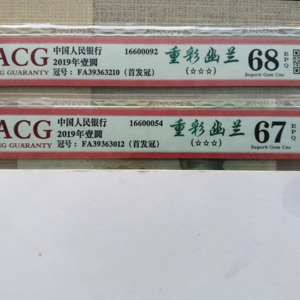 ACG 中国人民银行 16600092 重彩幽兰 68 EPQ
2019年壹圆 (☆☆☆)
NG GUARANTY 冠号：FA39363210（首发冠） Superb Gem Unc
ACG 中国人民银行 16600054 重彩幽兰 67 EPQ
2019年壹圆 (☆☆☆)
NG GUARANTY 冠号：FA39363012（首发冠） Superb Gem Unc